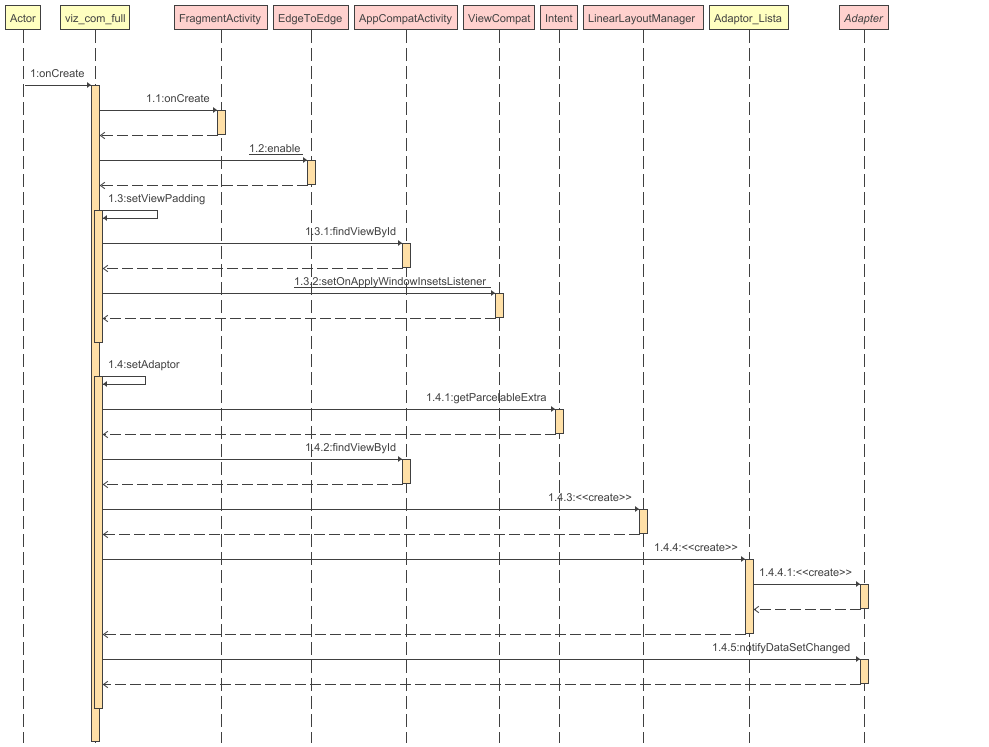 Actor viz_com_full FragmentActivity EdgeToEdge AppCompatActivity ViewCompat Intent LinearLayoutManager Adaptor_Lista Adapter
1:onCreate
1.1:onCreate
1.2:enable
1.3:setViewPadding
1.3.1:findViewById
1.3.2:setOnApplyWindowInsetsListener
1.4:setAdaptor
1.4.1:getParcelableExtra
1.4.2:findViewById
1.4.3:<<create>>
1.4.4:<<create>>
1.4.4.1:<<create>>
1.4.5:notifyDataSetChanged